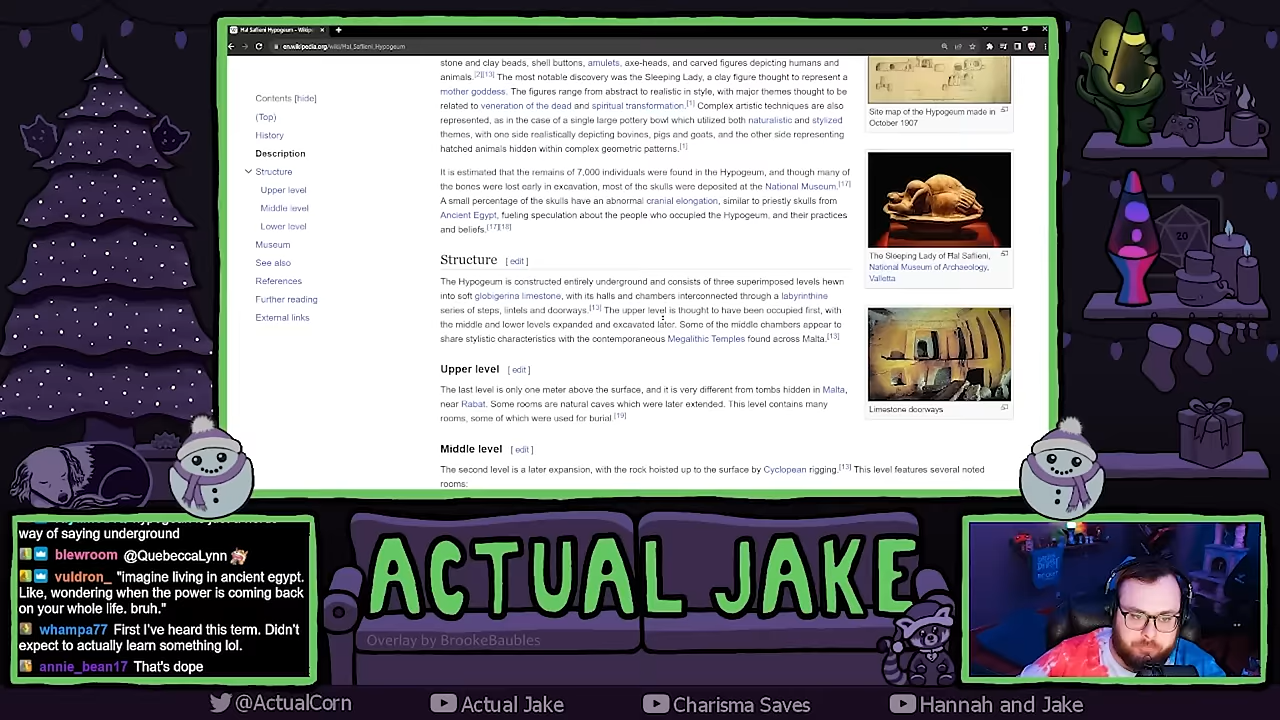 Ħal Saflieni Hypogeum - Wikip
en.wikipedia.org/wiki/Ħal_Saflieni_Hypogeum
Contents [hide]
(Top)
History
Description
Structure
Upper level
Middle level
Lower level
Museum
See also
References
Further reading
External links
stone and clay beads, shell buttons, amulets, axe-heads, and carved figures depicting humans and
animals.[2][13] The most notable discovery was the Sleeping Lady, a clay figure thought to represent a
mother goddess. The figures range from abstract to realistic in style, with major themes thought to be
related to veneration of the dead and spiritual transformation.[1] Complex artistic techniques are also
represented, as in the case of a single large pottery bowl which utilized both naturalistic and stylized
themes, with one side realistically depicting bovines, pigs and goats, and the other side representing
hatched animals hidden within complex geometric patterns.[1]
It is estimated that the remains of 7,000 individuals were found in the Hypogeum, and though many of
the bones were lost early in excavation, most of the skulls were deposited at the National Museum.[17]
A small percentage of the skulls have an abnormal cranial elongation, similar to priestly skulls from
Ancient Egypt, fueling speculation about the people who occupied the Hypogeum, and their practices
and beliefs.[17][18]
Structure [ edit ]
The Hypogeum is constructed entirely underground and consists of three superimposed levels hewn
into soft globigerina limestone, with its halls and chambers interconnected through a labyrinthine
series of steps, lintels and doorways.[13] The upper level is thought to have been occupied first, with
the middle and lower levels expanded and excavated later. Some of the middle chambers appear to
share stylistic characteristics with the contemporaneous Megalithic Temples found across Malta.[13]
Upper level [ edit ]
The last level is only one meter above the surface, and it is very different from tombs hidden in Malta,
near Rabat. Some rooms are natural caves which were later extended. This level contains many
rooms, some of which were used for burial.[19]
Middle level [ edit ]
The second level is a later expansion, with the rock hoisted up to the surface by Cyclopean rigging.[13] This level features several noted
rooms:
Site map of the Hypogeum made in
October 1907
The Sleeping Lady of Ħal Saflieni,
National Museum of Archaeology,
Valletta
Limestone doorways
20
way of saying underground
blewroom @QuebeccaLynn
vuldron_ "imagine living in ancient egypt.
Like, wondering when the power is coming back
on your whole life. bruh."
whampa77 First I've heard this term. Didn't
expect to actually learn something lol.
annie_bean17 That's dope
ACTUAL JAKE
Overlay by BrookeBaubles
@ActualCorn
Actual Jake
Charisma Saves
Hannah and Jake